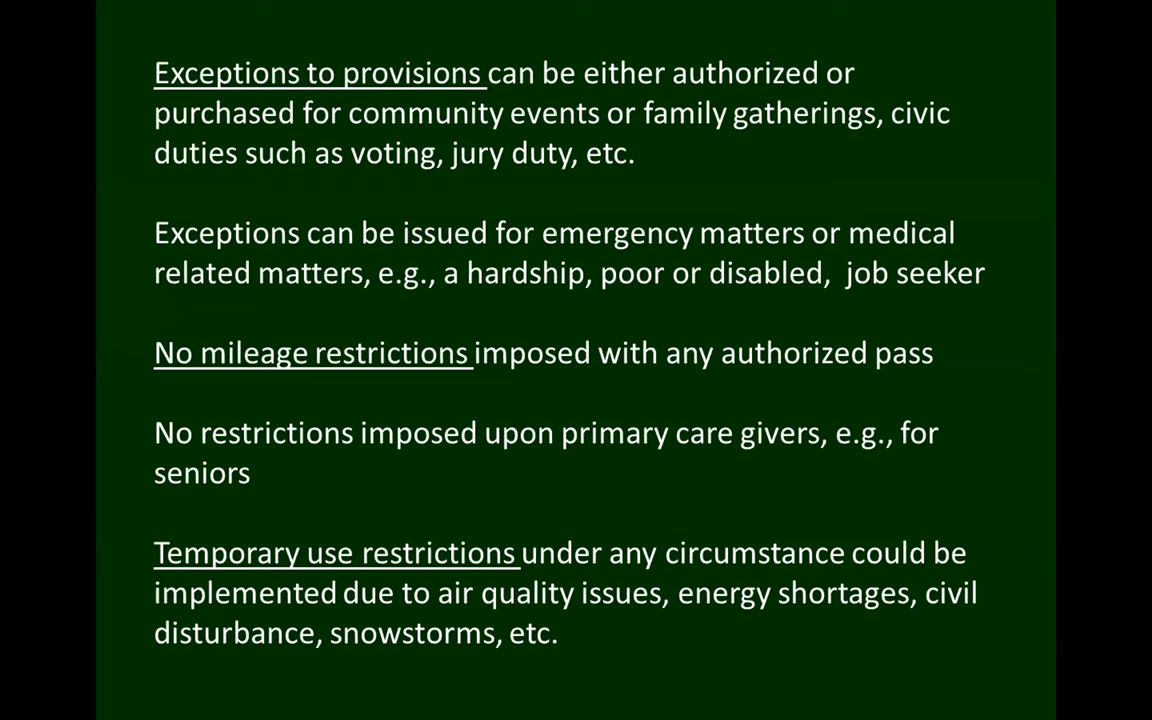 Exceptions to provisions can be either authorized or
purchased for community events or family gatherings, civic
duties such as voting, jury duty, etc.
Exceptions can be issued for emergency matters or medical
related matters, e.g., a hardship, poor or disabled,  job seeker
No mileage restrictions imposed with any authorized pass
No restrictions imposed upon primary care givers, e.g., for
seniors
Temporary use restrictions under any circumstance could be
implemented due to air quality issues, energy shortages, civil
disturbance, snowstorms, etc.